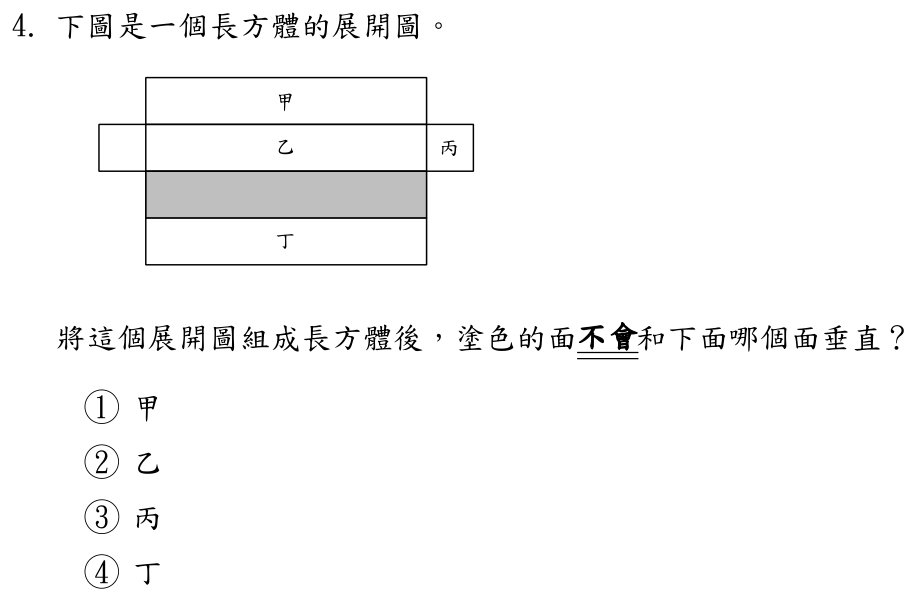 4. 下圖是一個長方體的展開圖。
甲
乙 丙
丁
將這個展開圖組成長方體後，塗色的面不會和下面哪個面垂直？
① 甲
② 乙
③ 丙
④ 丁